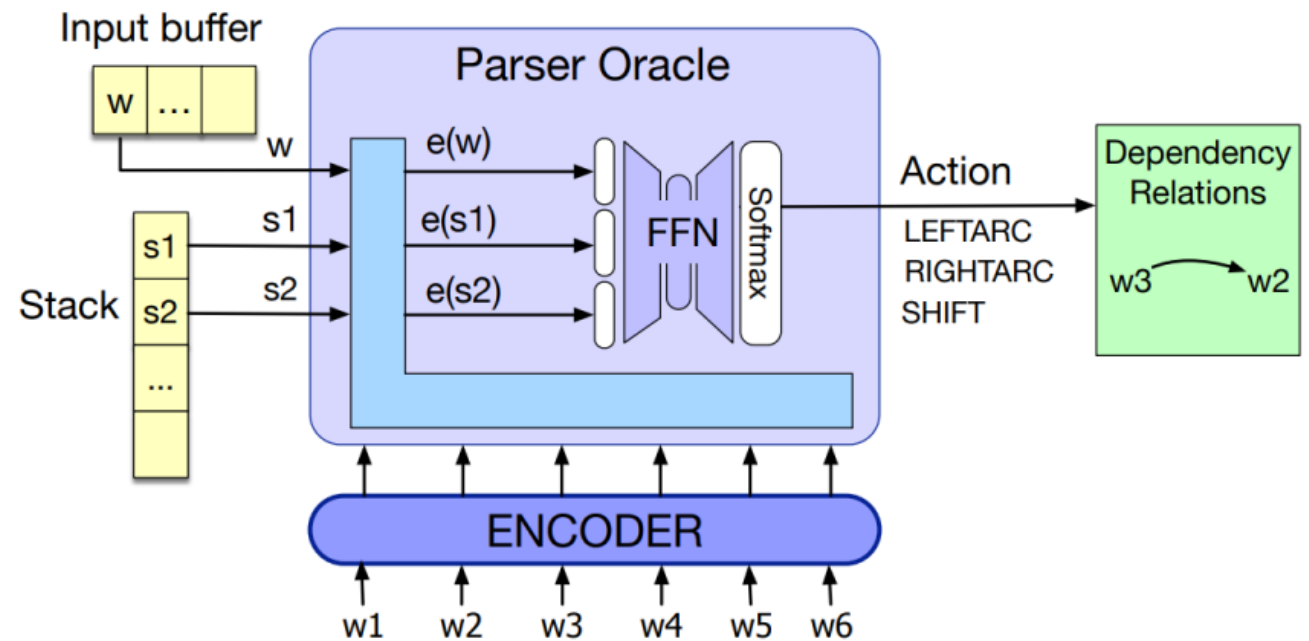 Input buffer
w ...
w
Parser Oracle
e(w)
s1
e(s1)
s2
e(s2)
Stack
s1
s2
...
FFN
Softmax
Action
LEFTARC
RIGHTARC
SHIFT
Dependency
Relations
w3 w2
ENCODER
w1 w2 w3 w4 w5 w6